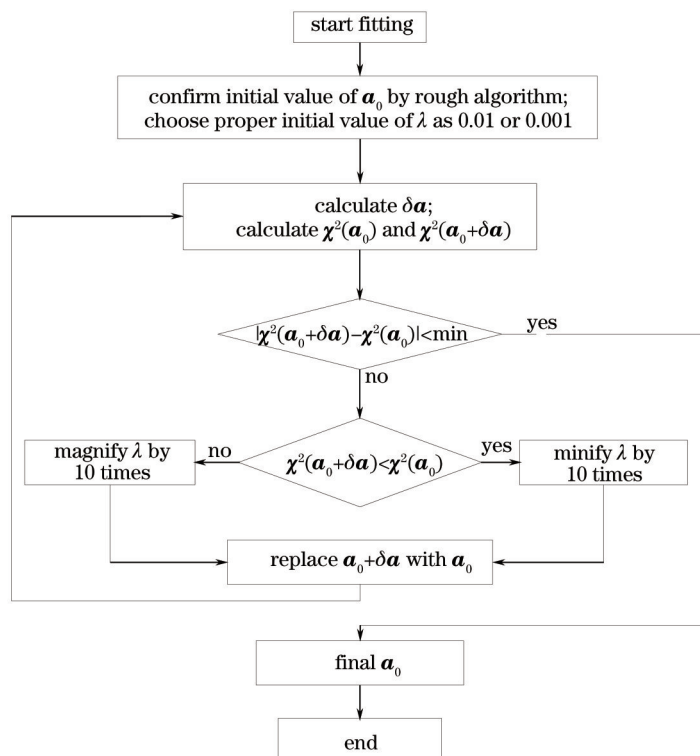 start fitting
confirm initial value of a₀ by rough algorithm;
choose proper initial value of λ as 0.01 or 0.001
calculate δa;
calculate χ²(a₀) and χ²(a₀+δa)
|χ²(a₀+δa)−χ²(a₀)|<min
yes
no
χ²(a₀+δa)<χ²(a₀)
no
yes
magnify λ by
10 times
minify λ by
10 times
replace a₀+δa with a₀
final a₀
end